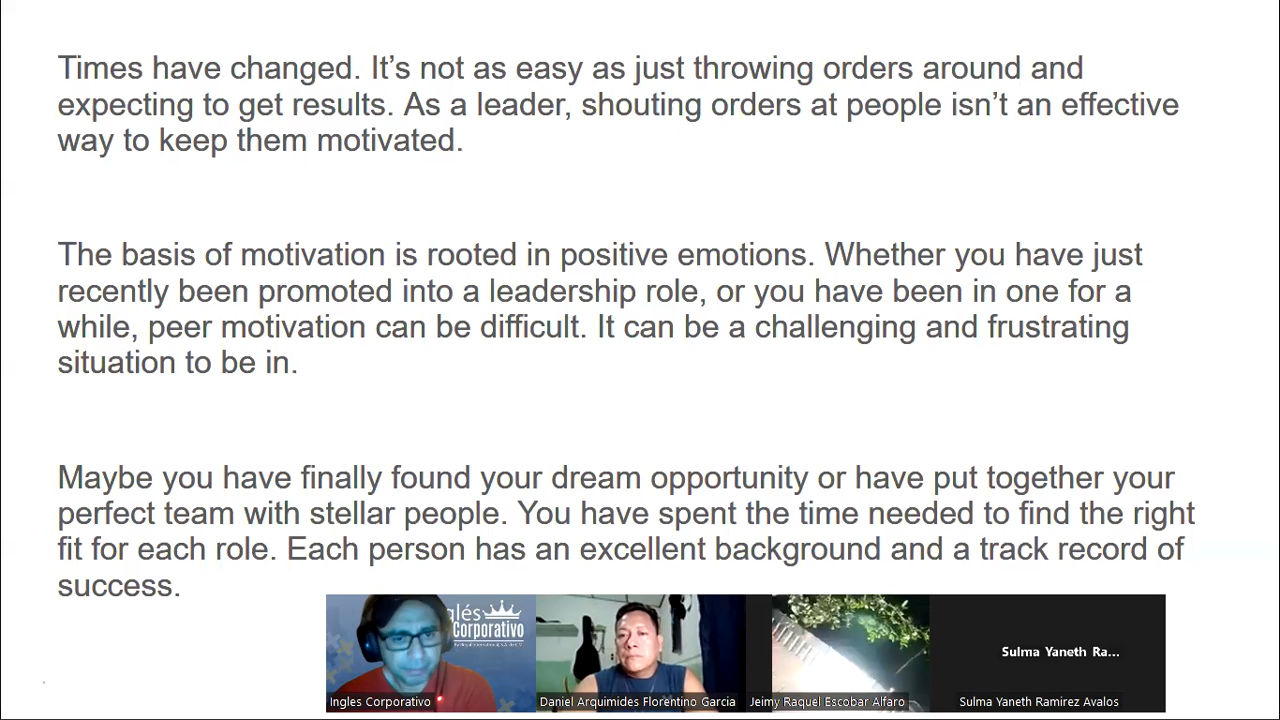 Times have changed. It’s not as easy as just throwing orders around and
expecting to get results. As a leader, shouting orders at people isn’t an effective
way to keep them motivated.
The basis of motivation is rooted in positive emotions. Whether you have just
recently been promoted into a leadership role, or you have been in one for a
while, peer motivation can be difficult. It can be a challenging and frustrating
situation to be in.
Maybe you have finally found your dream opportunity or have put together your
perfect team with stellar people. You have spent the time needed to find the right
fit for each role. Each person has an excellent background and a track record of
success.
glés
Corporativo
Sulma Yaneth Ra...
Ingles Corporativo
Daniel Arquimides Florentino Garcia
Jeimy Raquel Escobar Alfaro
Sulma Yaneth Ramirez Avalos